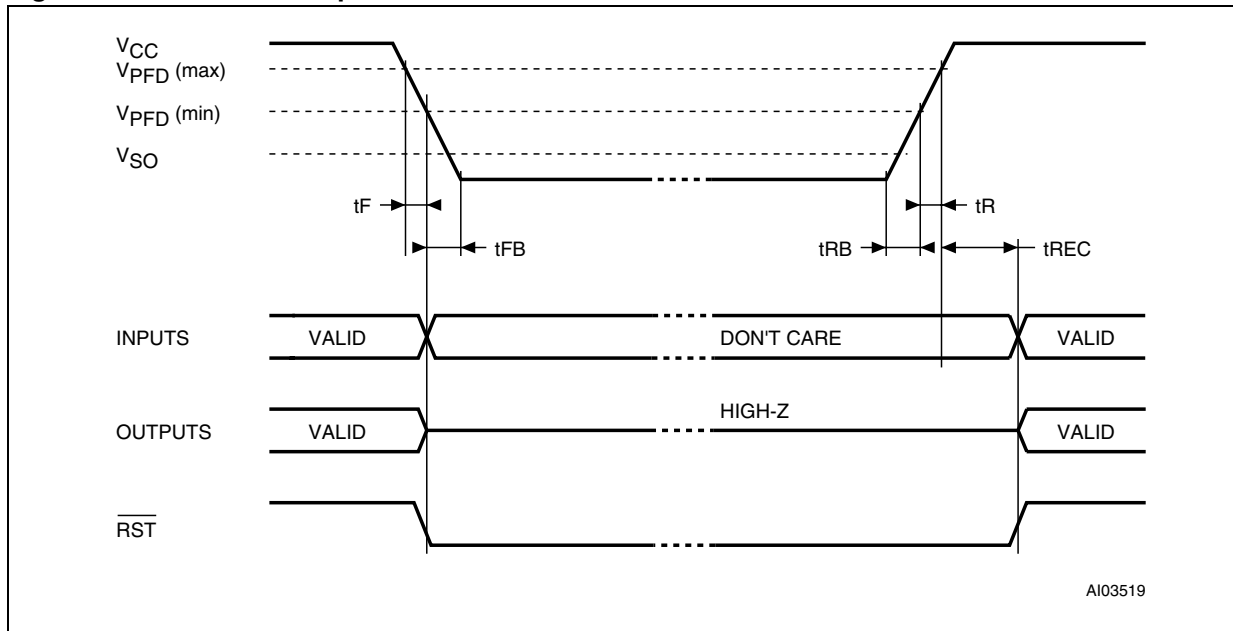 VCC
VPFD (max)
VPFD (min)
VSO
tF
tR
tFB
tRB
tREC
INPUTS
VALID
DON'T CARE
VALID
HIGH-Z
OUTPUTS
VALID
VALID
RST
AI03519